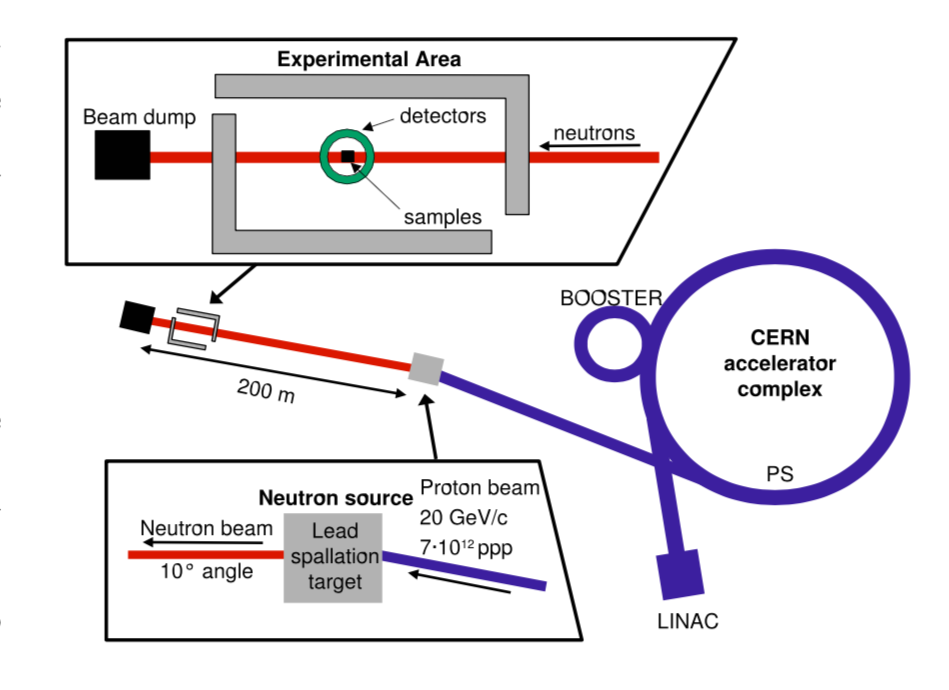 Experimental Area
Beam dump
detectors
neutrons
samples
BOOSTER
CERN
accelerator
complex
200 m
PS
Neutron source
Proton beam
20 GeV/c
7·10¹² ppp
Neutron beam
10° angle
Lead
spallation
target
LINAC